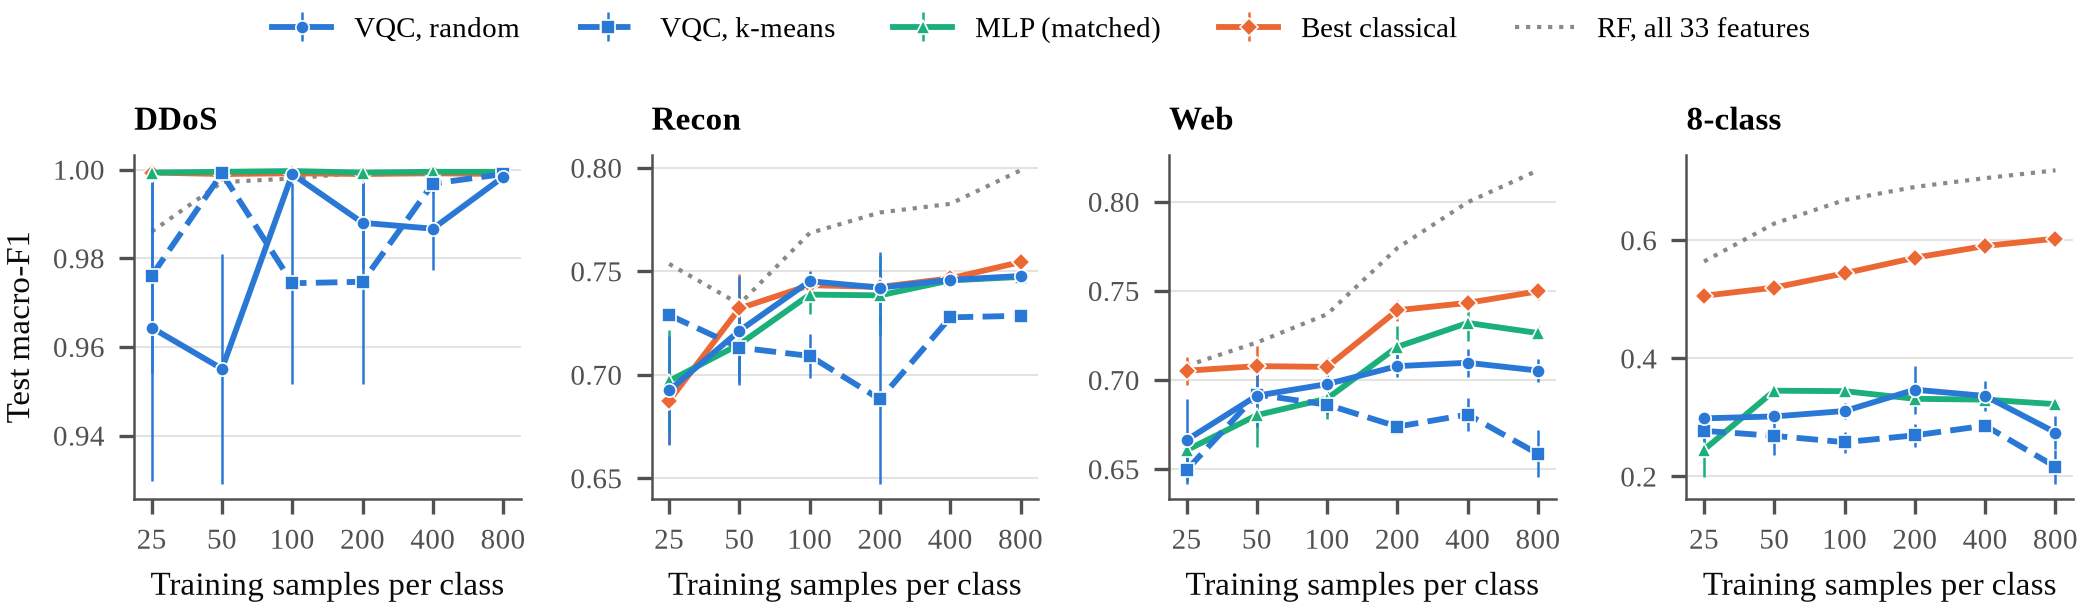 VQC, random VQC, k-means MLP (matched) Best classical RF, all 33 features
DDoS Recon Web 8-class
Test macro-F1
1.00
0.98
0.96
0.94
25 50 100 200 400 800
Training samples per class
0.80
0.75
0.70
0.65
25 50 100 200 400 800
Training samples per class
0.80
0.75
0.70
0.65
25 50 100 200 400 800
Training samples per class
0.6
0.4
0.2
25 50 100 200 400 800
Training samples per class